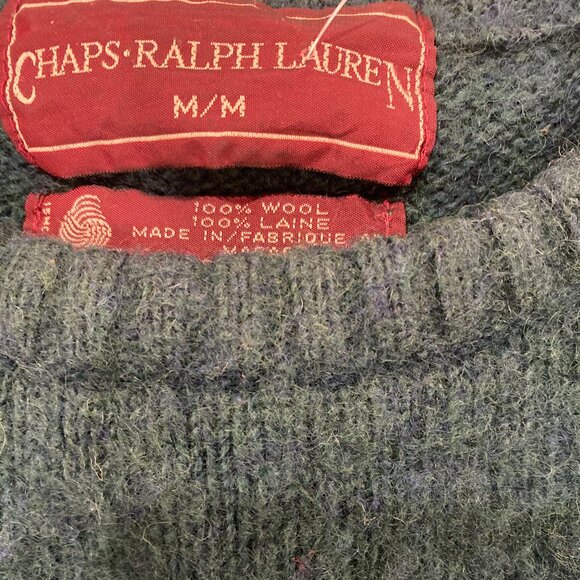 CHAPS·RALPH LAUREN
M/M
100% WOOL
100% LAINE
MADE IN/FABRIQUE